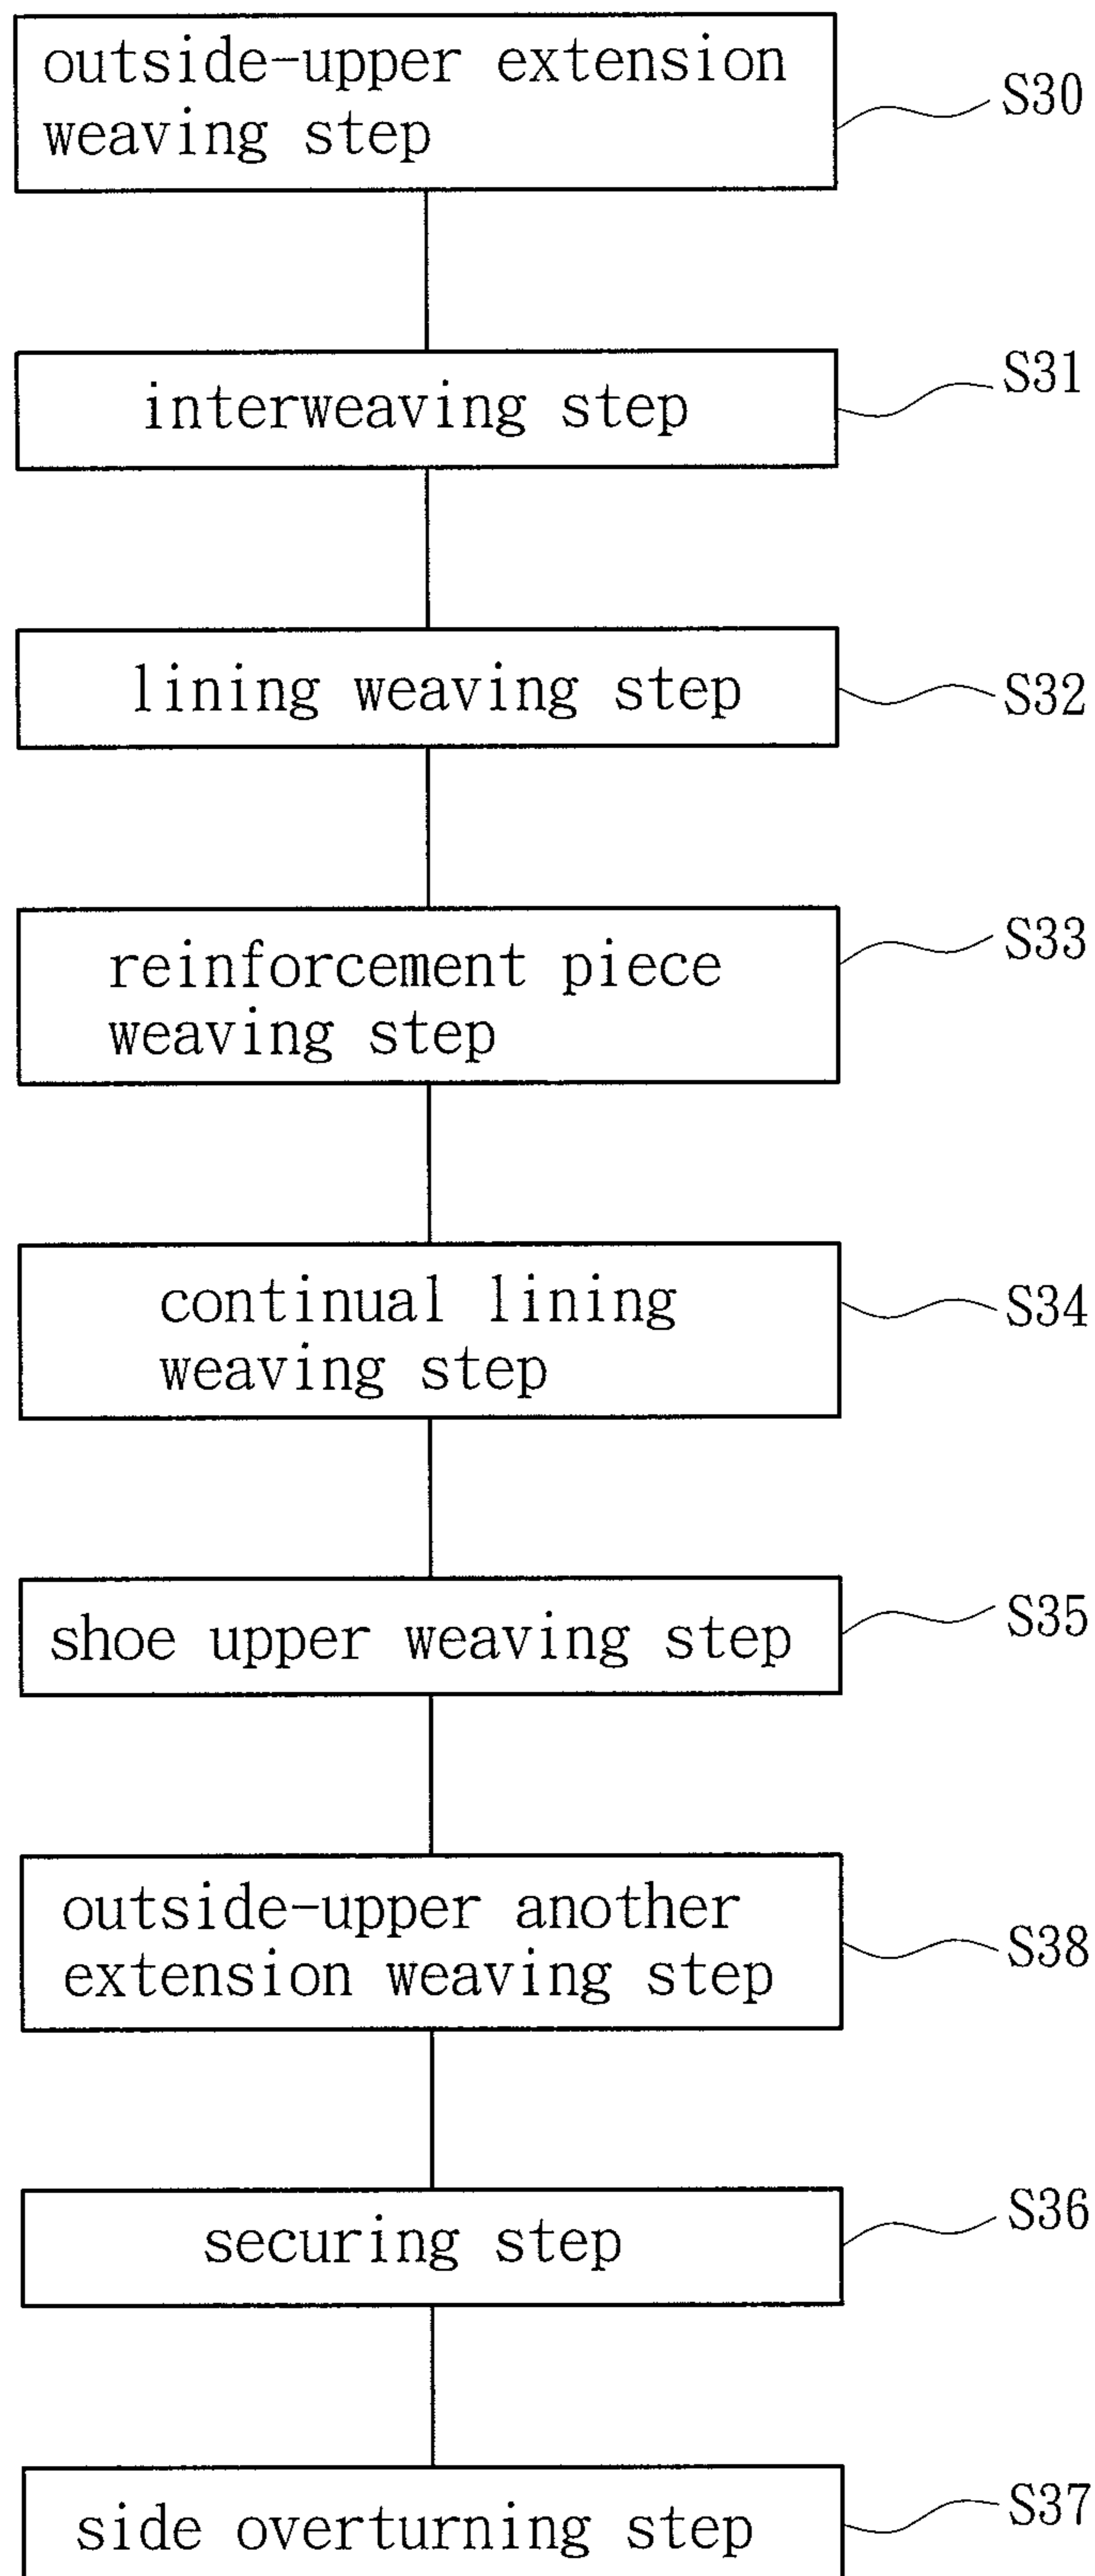 outside-upper extension
weaving step
S30
interweaving step
S31
lining weaving step
S32
reinforcement piece
weaving step
S33
continual lining
weaving step
S34
shoe upper weaving step
S35
outside-upper another
extension weaving step
S38
securing step
S36
side overturning step
S37